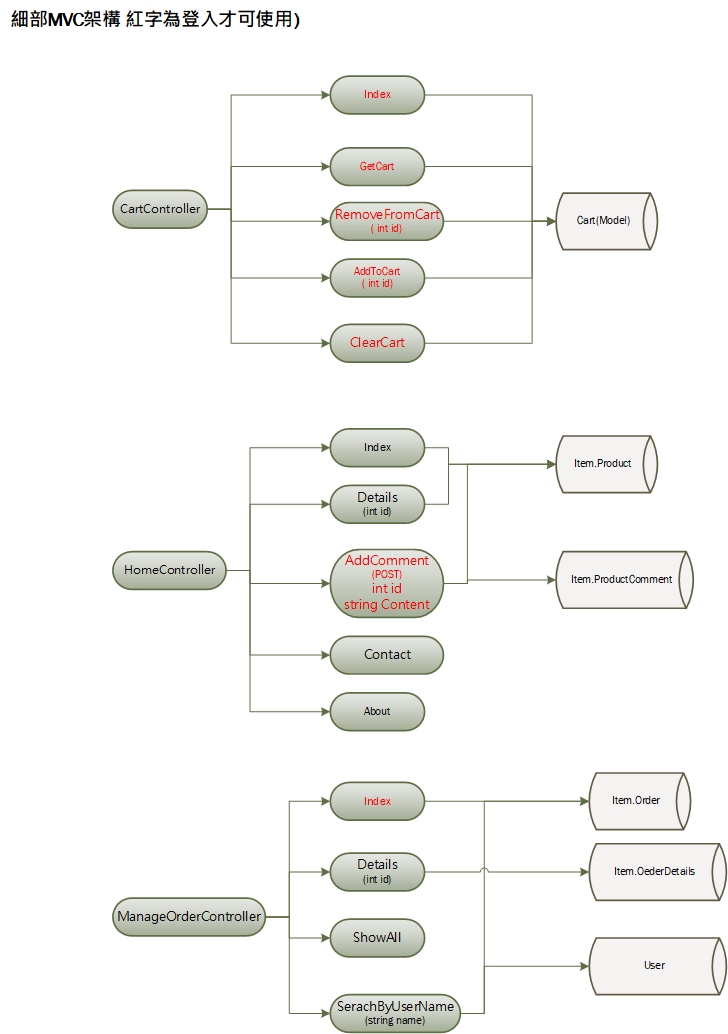 細部MVC架構 紅字為登入才可使用)
Index
GetCart
CartController
RemoveFromCart
( int id)
Cart(Model)
AddToCart
( int id)
ClearCart
Index
Item.Product
Details
(int id)
HomeController
AddComment
(POST)
int id
string Content
Item.ProductComment
Contact
About
Index
Item.Order
Details
(int id)
Item.OederDetails
ManageOrderController
ShowAll
User
SerachByUserName
(string name)